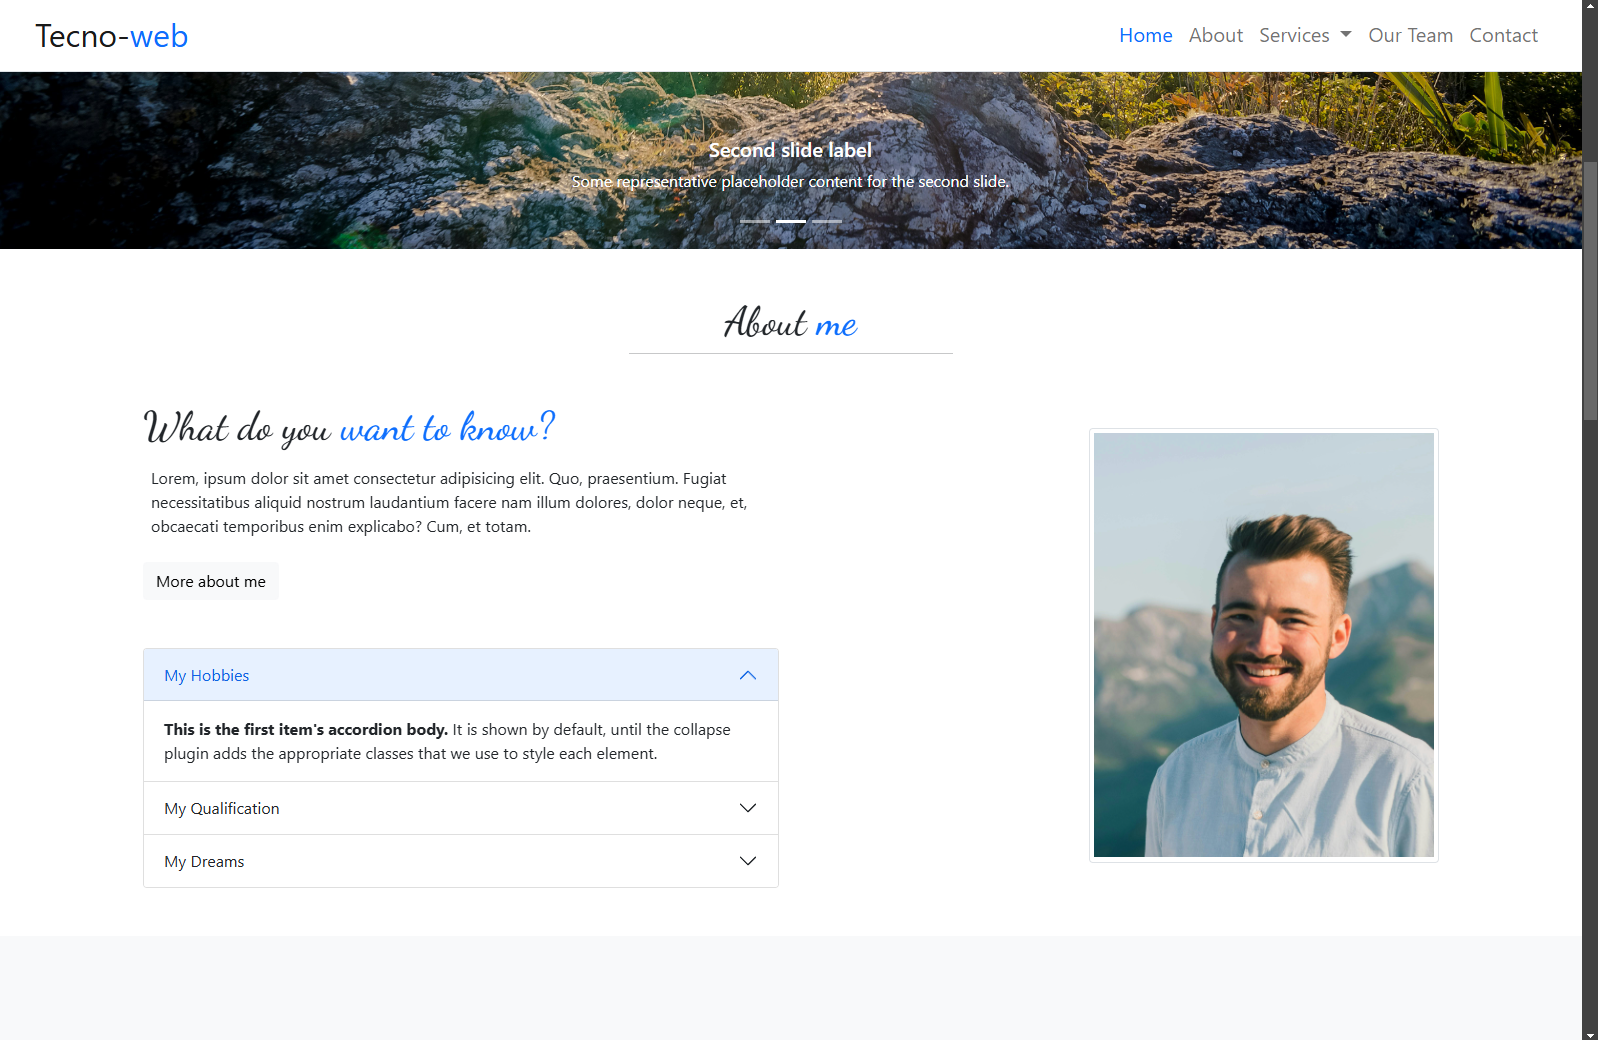 Tecno-web
Home About Services Our Team Contact
Second slide label
Some representative placeholder content for the second slide.
About me
What do you want to know?
Lorem, ipsum dolor sit amet consectetur adipisicing elit. Quo, praesentium. Fugiat
necessitatibus aliquid nostrum laudantium facere nam illum dolores, dolor neque, et,
obcaecati temporibus enim explicabo? Cum, et totam.
More about me
My Hobbies
This is the first item's accordion body. It is shown by default, until the collapse
plugin adds the appropriate classes that we use to style each element.
My Qualification
My Dreams